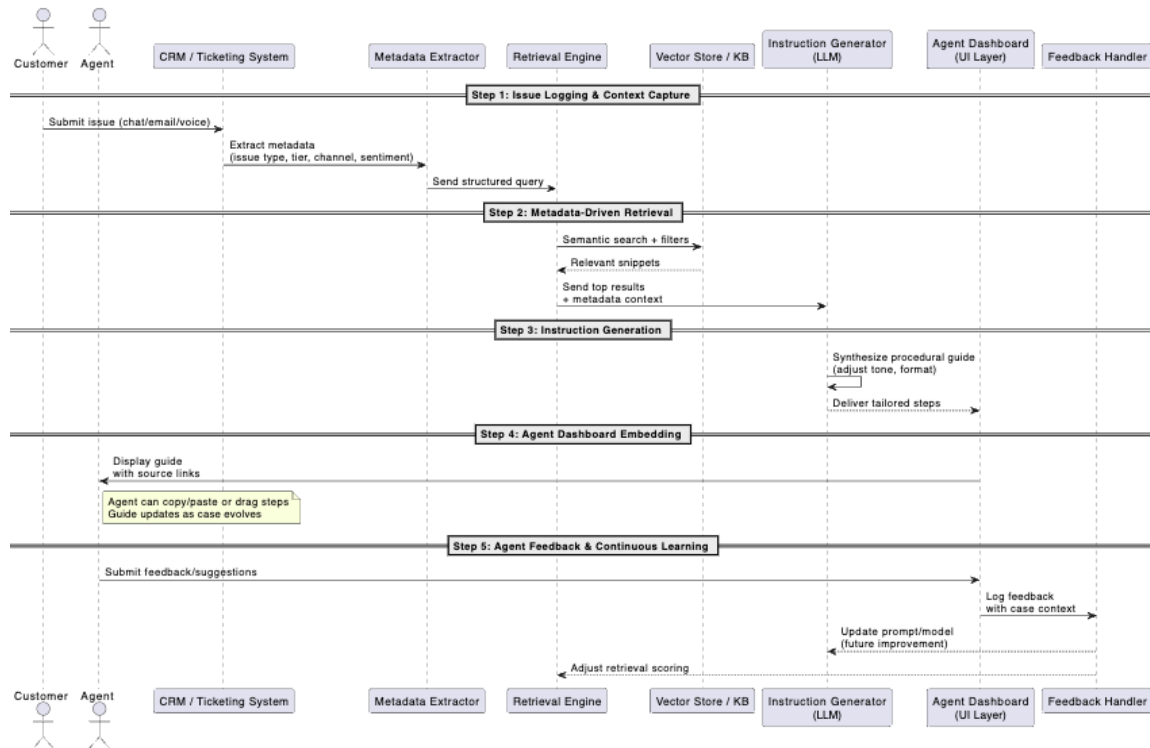 Customer
Agent
CRM / Ticketing System
Metadata Extractor
Retrieval Engine
Vector Store / KB
Instruction Generator
(LLM)
Agent Dashboard
(UI Layer)
Feedback Handler
Step 1: Issue Logging & Context Capture
Submit issue (chat/email/voice)
Extract metadata
(issue type, tier, channel, sentiment)
Send structured query
Step 2: Metadata-Driven Retrieval
Semantic search + filters
Relevant snippets
Send top results
+ metadata context
Step 3: Instruction Generation
Synthesize procedural guide
(adjust tone, format)
Deliver tailored steps
Step 4: Agent Dashboard Embedding
Display guide
with source links
Agent can copy/paste or drag steps
Guide updates as case evolves
Step 5: Agent Feedback & Continuous Learning
Submit feedback/suggestions
Log feedback
with case context
Update prompt/model
(future improvement)
Adjust retrieval scoring
Customer
Agent
CRM / Ticketing System
Metadata Extractor
Retrieval Engine
Vector Store / KB
Instruction Generator
(LLM)
Agent Dashboard
(UI Layer)
Feedback Handler